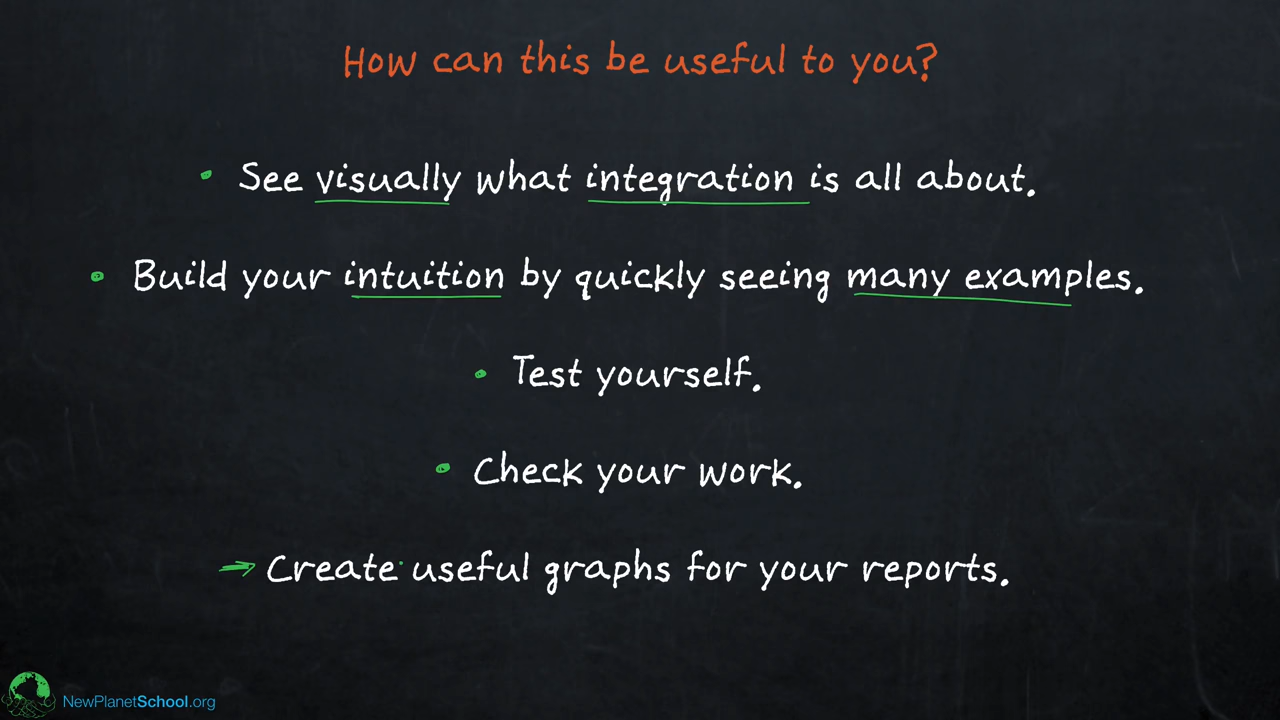 How can this be useful to you?
• See visually what integration is all about.
• Build your intuition by quickly seeing many examples.
• Test yourself.
• Check your work.
→ Create useful graphs for your reports.
NewPlanetSchool.org